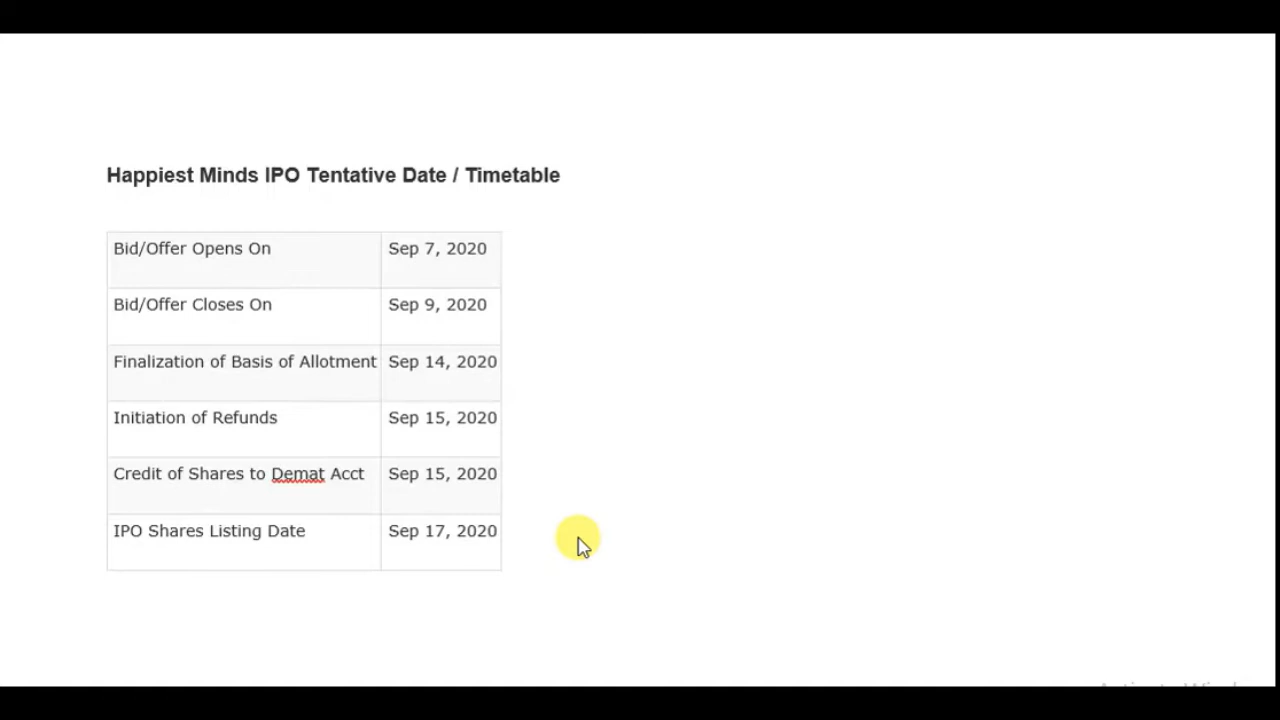 Happiest Minds IPO Tentative Date / Timetable
Bid/Offer Opens On Sep 7, 2020
Bid/Offer Closes On Sep 9, 2020
Finalization of Basis of Allotment Sep 14, 2020
Initiation of Refunds Sep 15, 2020
Credit of Shares to Demat Acct Sep 15, 2020
IPO Shares Listing Date Sep 17, 2020